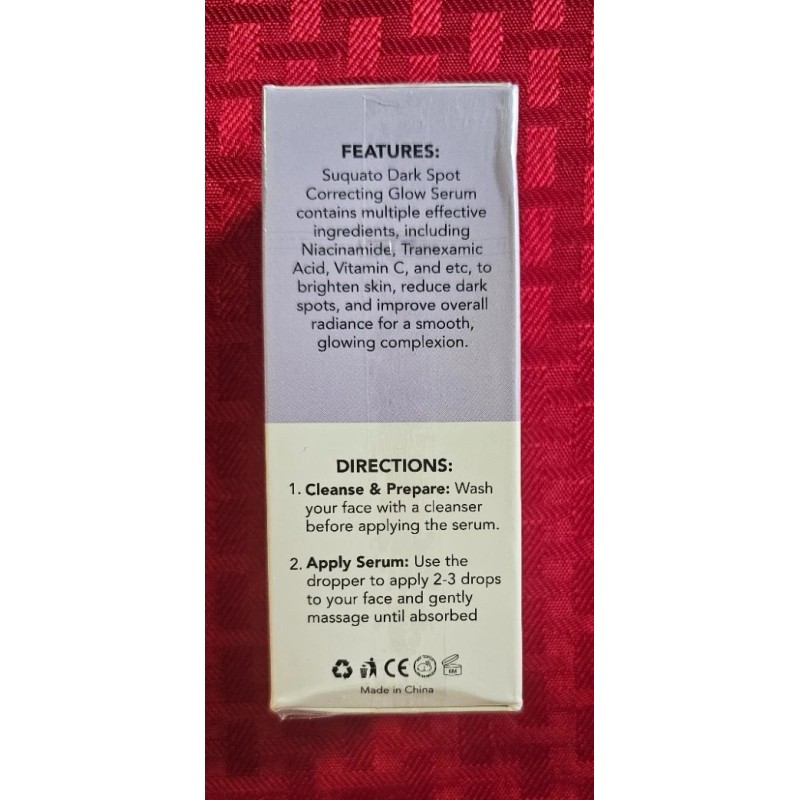 FEATURES:
Suquato Dark Spot
Correcting Glow Serum
contains multiple effective
ingredients, including
Niacinamide, Tranexamic
Acid, Vitamin C, and etc, to
brighten skin, reduce dark
spots, and improve overall
radiance for a smooth,
glowing complexion.
DIRECTIONS:
1. Cleanse & Prepare: Wash
your face with a cleanser
before applying the serum.
2. Apply Serum: Use the
dropper to apply 2-3 drops
to your face and gently
massage until absorbed
CE
Made in China